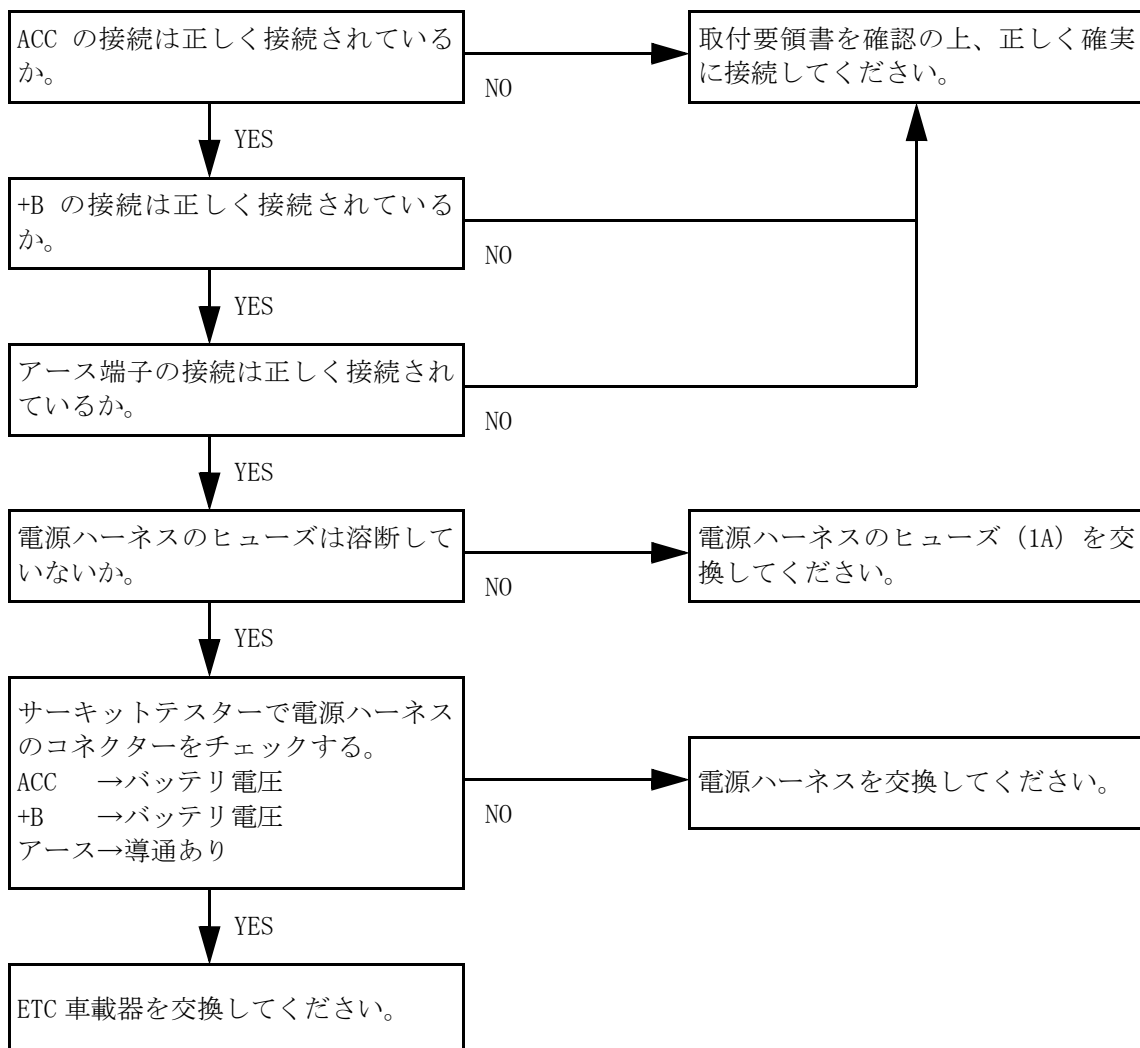 ACC の接続は正しく接続されている
か。
NO
取付要領書を確認の上、正しく確実
に接続してください。
YES
+B の接続は正しく接続されている
か。
NO
YES
アース端子の接続は正しく接続され
ているか。
NO
YES
電源ハーネスのヒューズは溶断して
いないか。
NO
電源ハーネスのヒューズ (1A) を交
換してください。
YES
サーキットテスターで電源ハーネス
のコネクターをチェックする。
ACC →バッテリ電圧
+B →バッテリ電圧
アース→導通あり
NO
電源ハーネスを交換してください。
YES
ETC 車載器を交換してください。